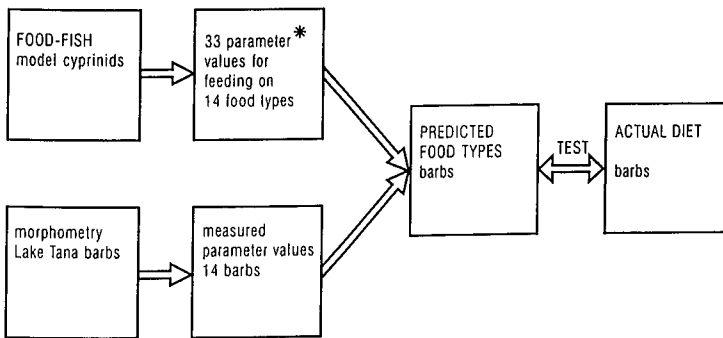 FOOD-FISH
model cyprinids
33 parameter *
values for
feeding on
14 food types
PREDICTED
FOOD TYPES
barbs
TEST
ACTUAL DIET
barbs
morphometry
Lake Tana barbs
measured
parameter values
14 barbs